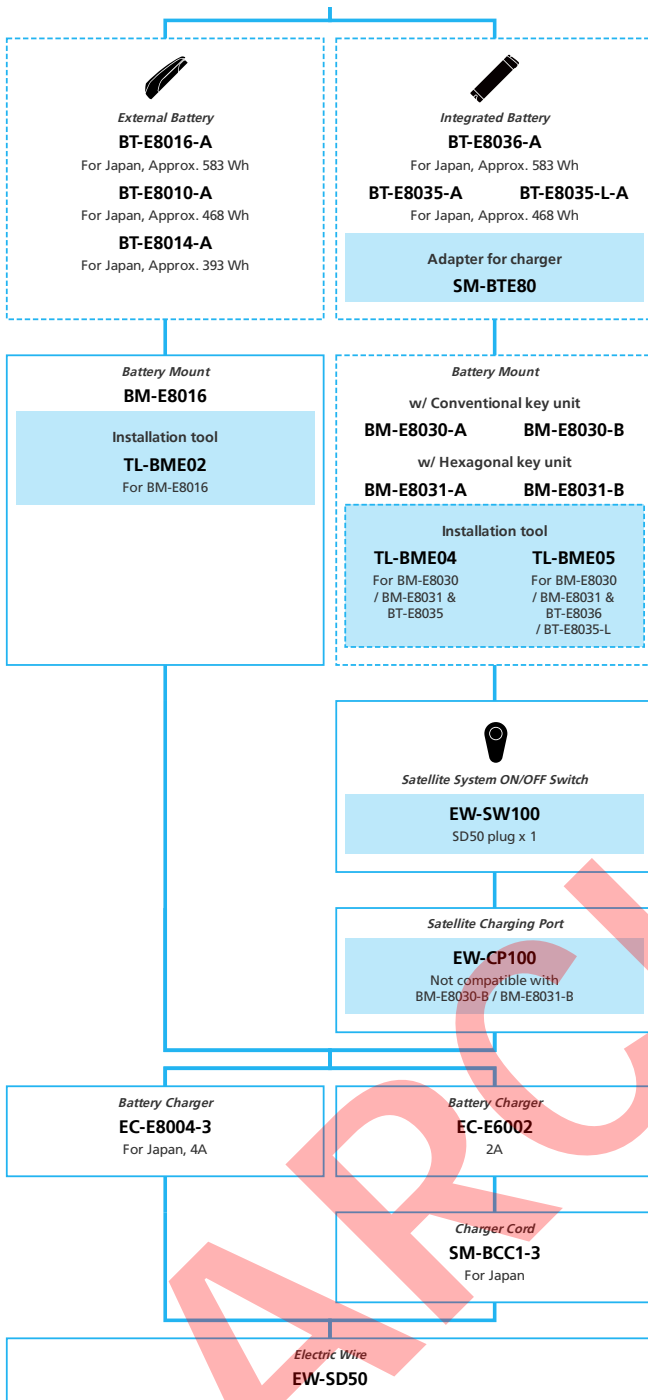 External Battery
BT-E8016-A
For Japan, Approx. 583 Wh
BT-E8010-A
For Japan, Approx. 468 Wh
BT-E8014-A
For Japan, Approx. 393 Wh
Integrated Battery
BT-E8036-A
For Japan, Approx. 583 Wh
BT-E8035-A BT-E8035-L-A
For Japan, Approx. 468 Wh
Adapter for charger
SM-BTE80
Battery Mount
BM-E8016
Installation tool
TL-BME02
For BM-E8016
Battery Mount
w/ Conventional key unit
BM-E8030-A BM-E8030-B
w/ Hexagonal key unit
BM-E8031-A BM-E8031-B
Installation tool
TL-BME04
For BM-E8030
/ BM-E8031 &
BT-E8035
TL-BME05
For BM-E8030
/ BM-E8031 &
BT-E8036
/ BT-E8035-L
Satellite System ON/OFF Switch
EW-SW100
SD50 plug x 1
Satellite Charging Port
EW-CP100
Not compatible with
BM-E8030-B / BM-E8031-B
Battery Charger
EC-E8004-3
For Japan, 4A
Battery Charger
EC-E6002
2A
Charger Cord
SM-BCC1-3
For Japan
Electric Wire
EW-SD50